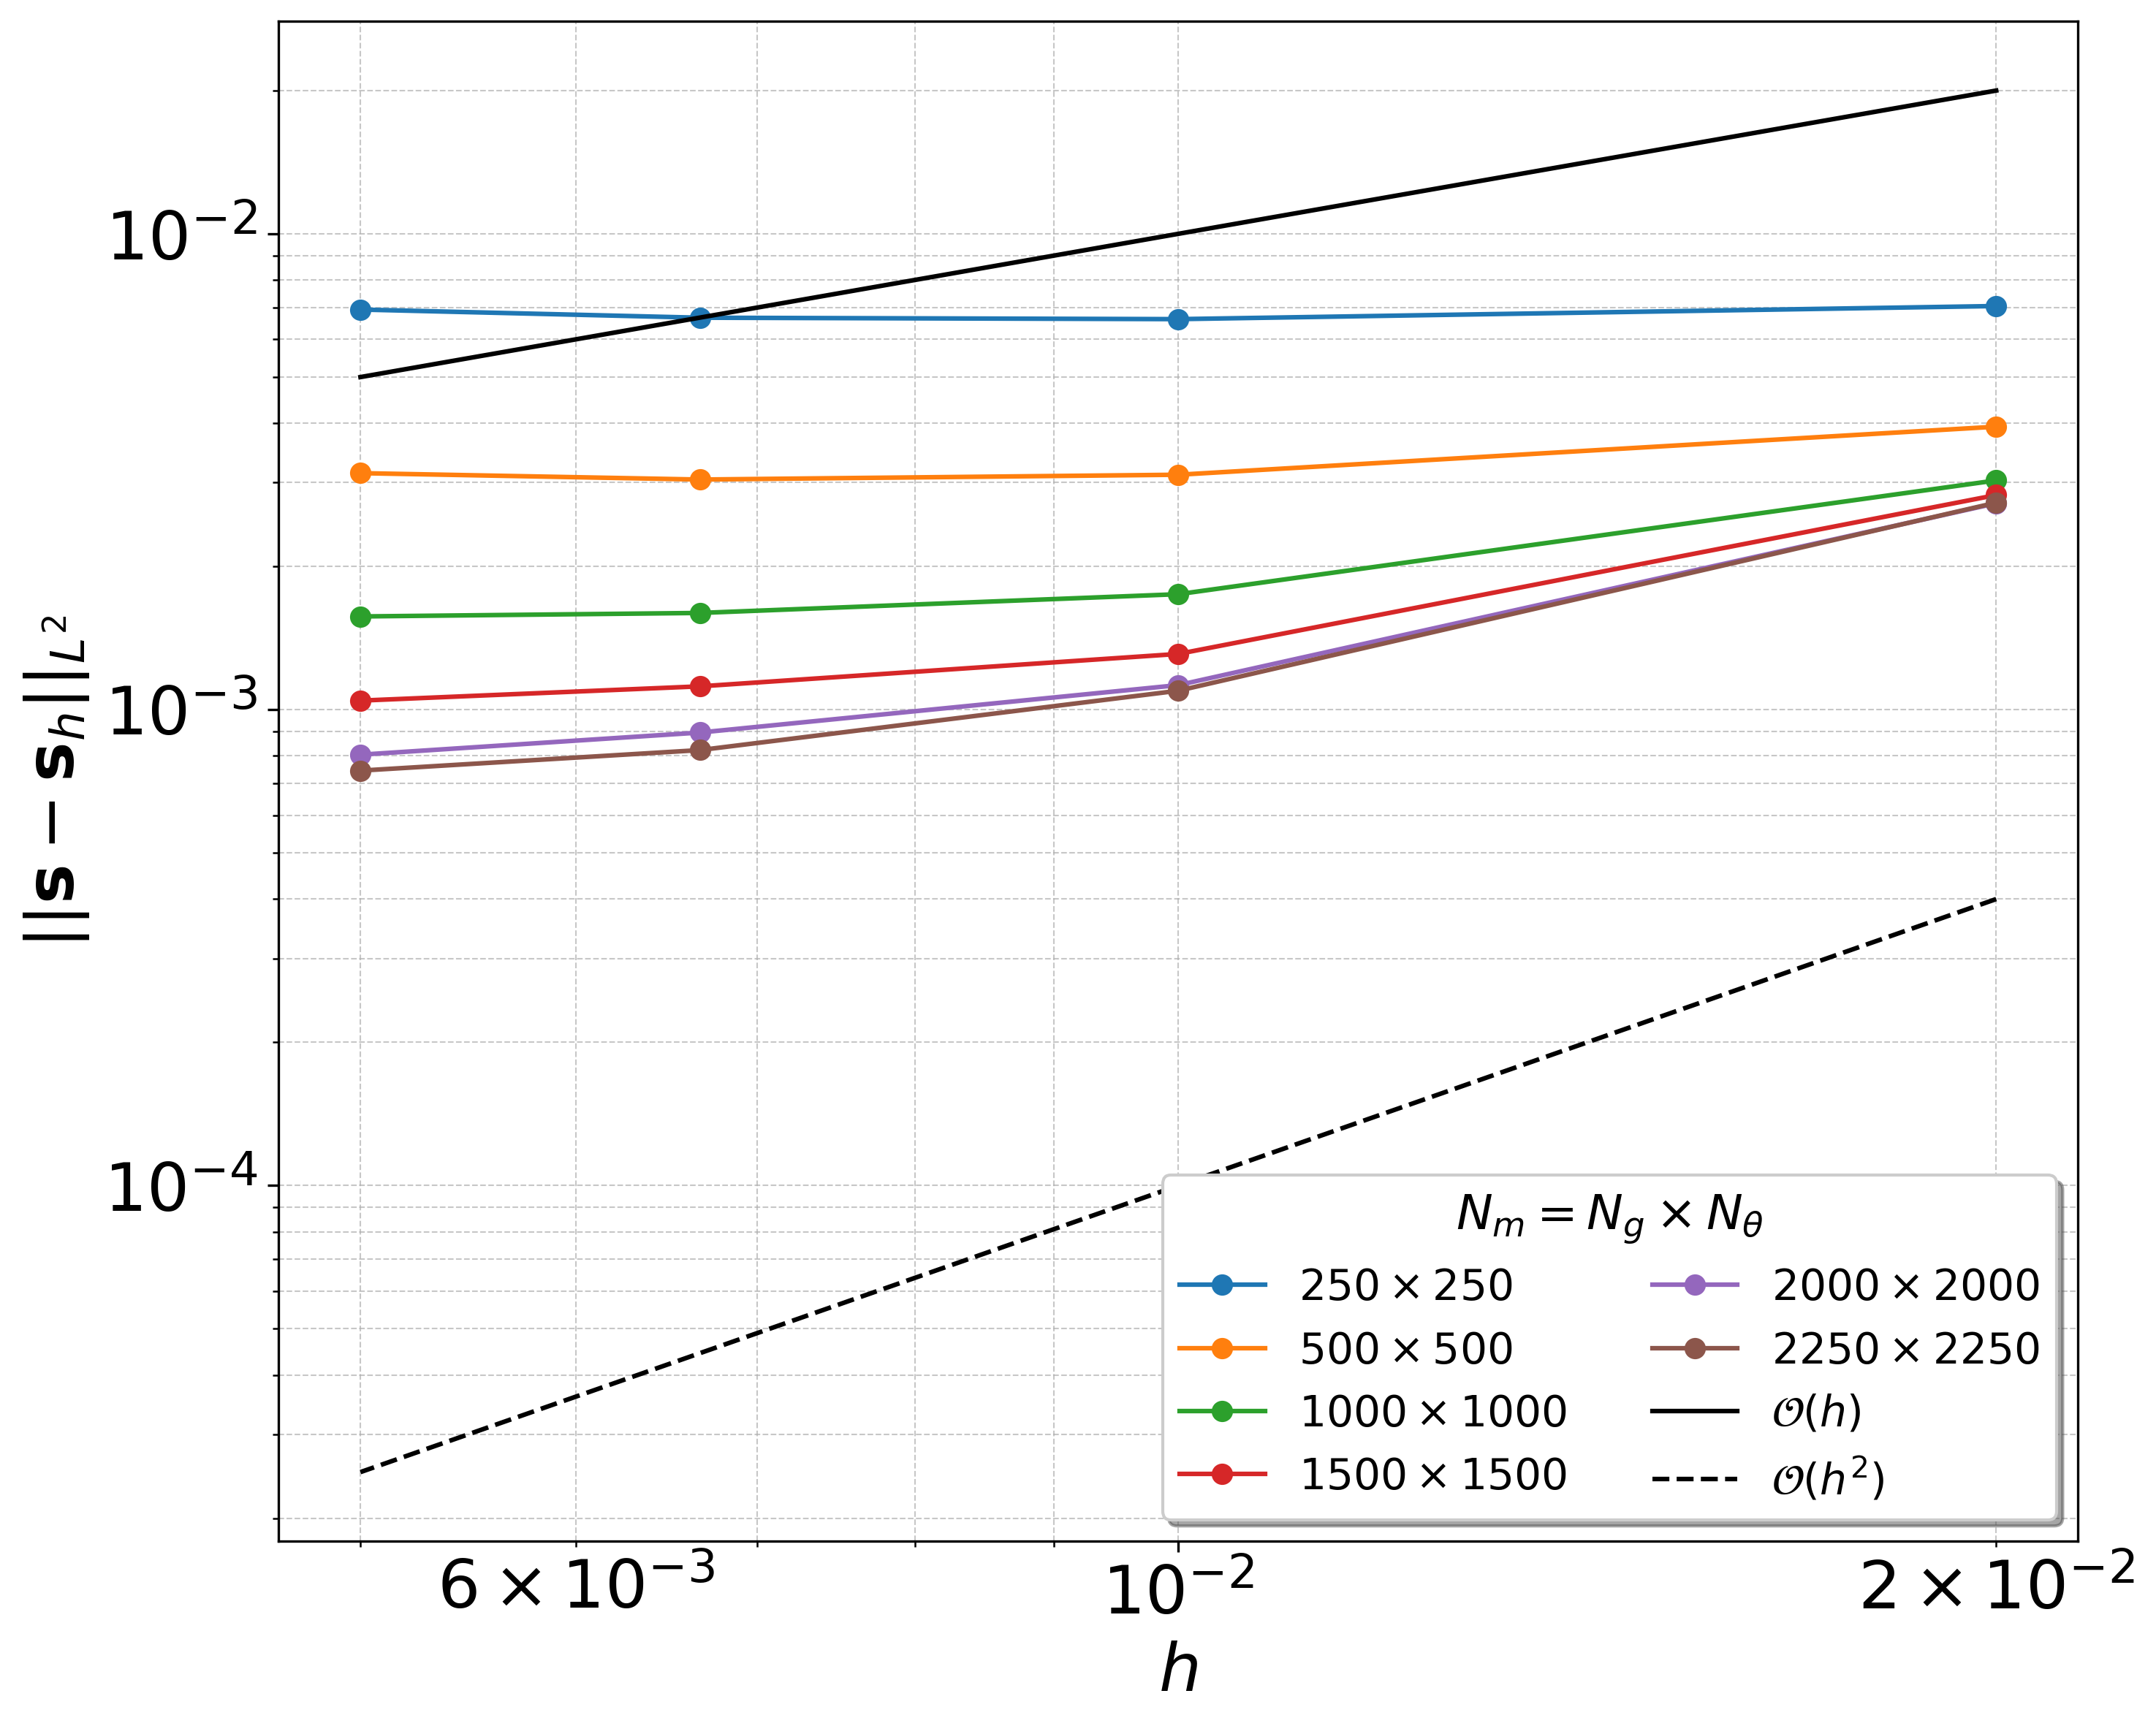 ||𝐬 − 𝐬_h||_{L^2}
10^{−2}
10^{−3}
10^{−4}
6 × 10^{−3}
10^{−2}
2 × 10^{−2}
h
N_m = N_g × N_θ
250 × 250
500 × 500
1000 × 1000
1500 × 1500
2000 × 2000
2250 × 2250
𝒪(h)
𝒪(h^2)